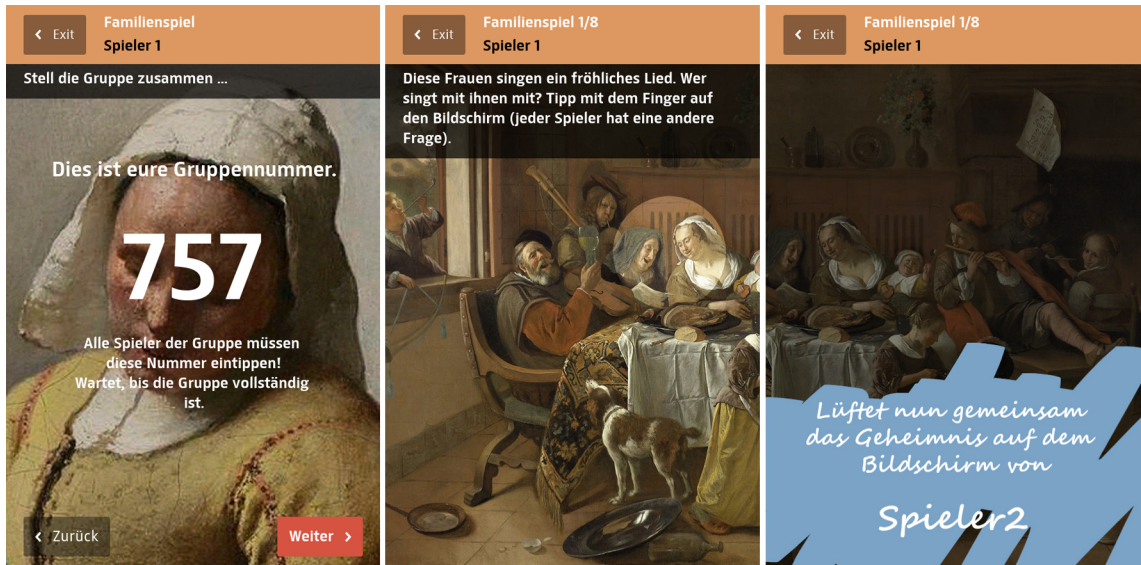 Exit
Familienspiel
Spieler 1
Stell die Gruppe zusammen ...
Dies ist eure Gruppennummer.
757
Alle Spieler der Gruppe müssen
diese Nummer eintippen!
Wartet, bis die Gruppe vollständig
ist.
Zurück
Weiter
Exit
Familienspiel 1/8
Spieler 1
Diese Frauen singen ein fröhliches Lied. Wer
singt mit ihnen mit? Tipp mit dem Finger auf
den Bildschirm (jeder Spieler hat eine andere
Frage).
Exit
Familienspiel 1/8
Spieler 1
Lüftet nun gemeinsam
das Geheimnis auf dem
Bildschirm von
Spieler2